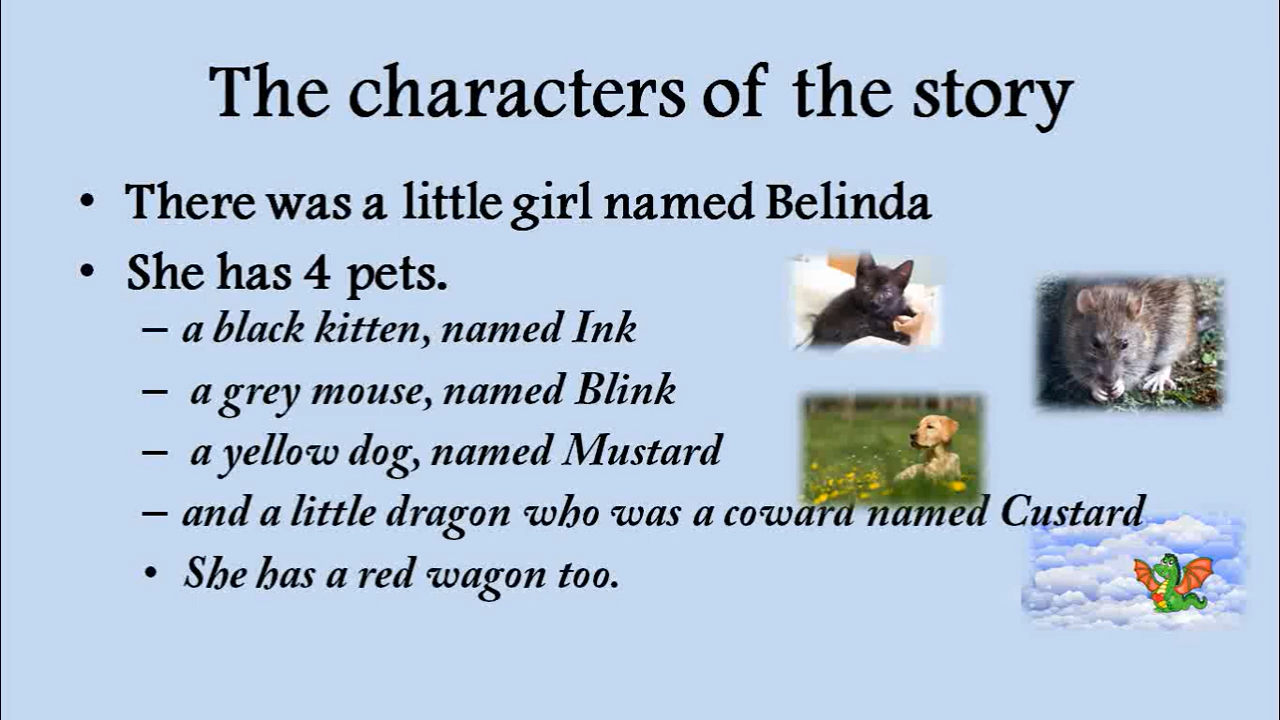 The characters of the story
• There was a little girl named Belinda
• She has 4 pets.
– a black kitten, named Ink
– a grey mouse, named Blink
– a yellow dog, named Mustard
– and a little dragon who was a coward named Custard
• She has a red wagon too.